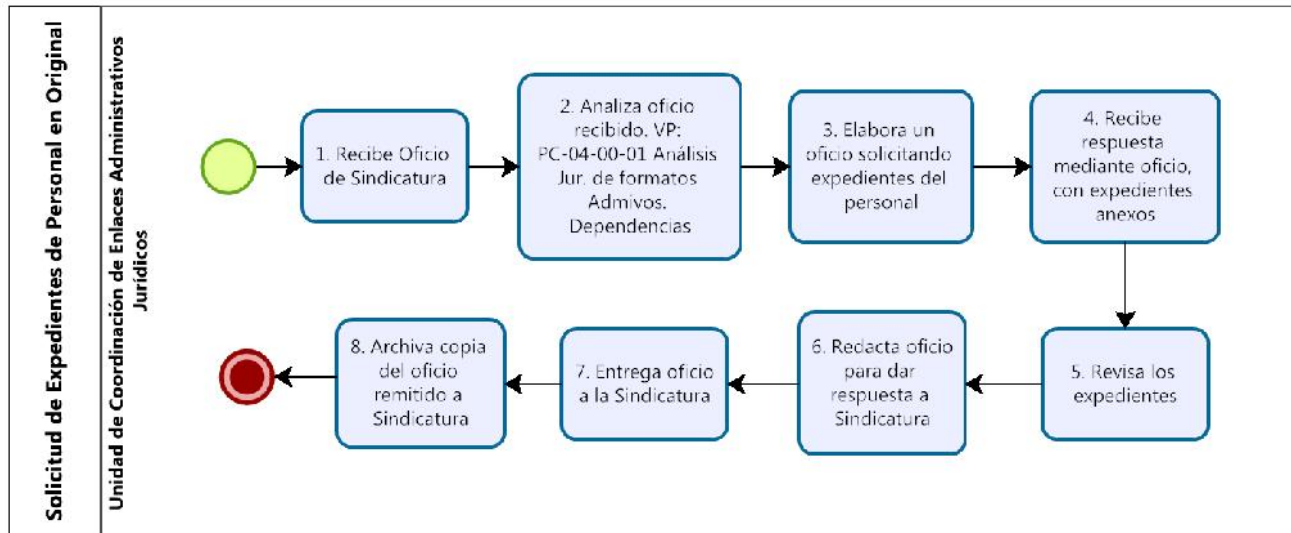 Solicitud de Expedientes de Personal en Original
Unidad de Coordinación de Enlaces Administrativos
Jurídicos
1. Recibe Oficio
de Sindicatura
2. Analiza oficio
recibido. VP:
PC-04-00-01 Análisis
Jur. de formatos
Admivos.
Dependencias
3. Elabora un
oficio solicitando
expedientes del
personal
4. Recibe
respuesta
mediante oficio,
con expedientes
anexos
5. Revisa los
expedientes
6. Redacta oficio
para dar
respuesta a
Sindicatura
7. Entrega oficio
a la Sindicatura
8. Archiva copia
del oficio
remitido a
Sindicatura